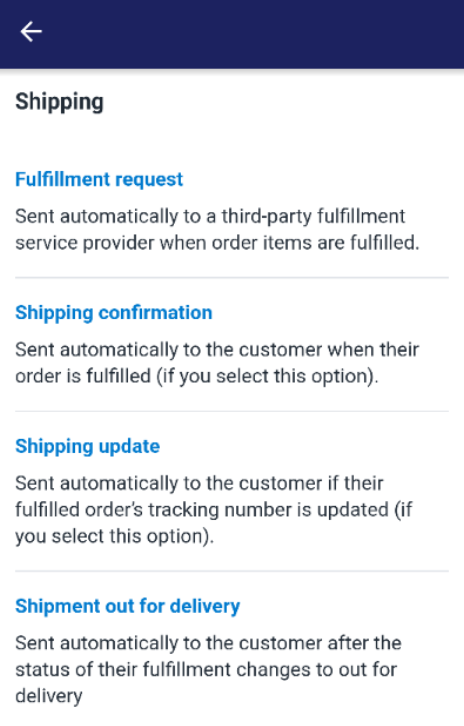 Shipping
Fulfillment request
Sent automatically to a third-party fulfillment
service provider when order items are fulfilled.
Shipping confirmation
Sent automatically to the customer when their
order is fulfilled (if you select this option).
Shipping update
Sent automatically to the customer if their
fulfilled order's tracking number is updated (if
you select this option).
Shipment out for delivery
Sent automatically to the customer after the
status of their fulfillment changes to out for
delivery